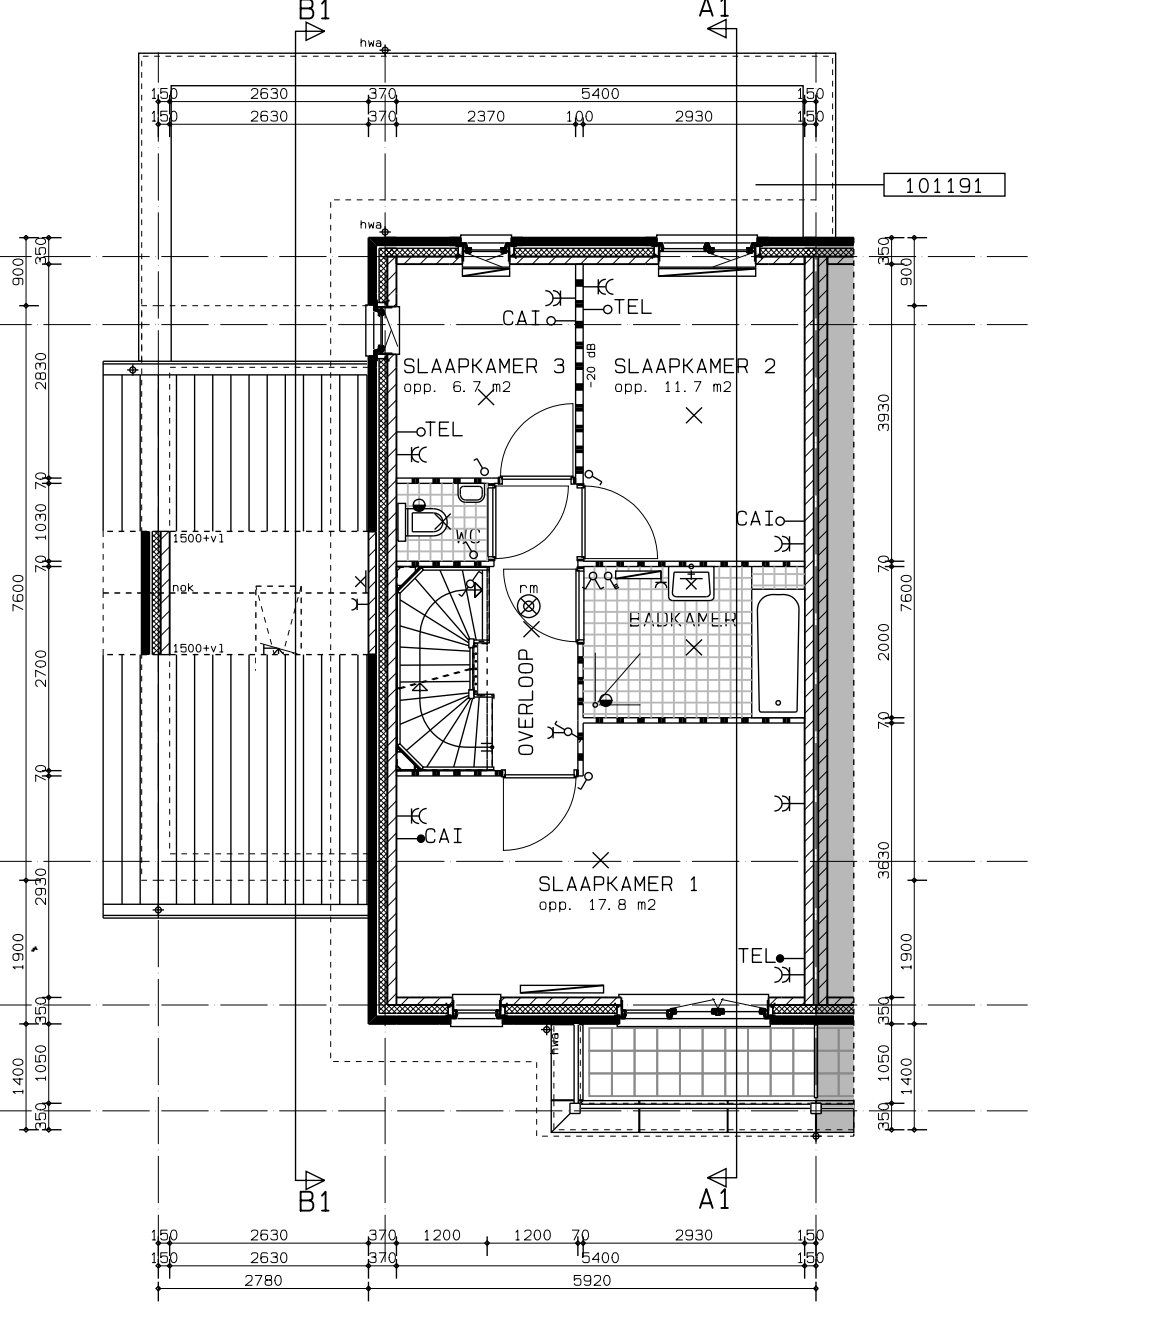 B1 A1
hwa
150 2630 370 5400 150
150 2630 370 2370 100 2930 150
101191
hwa
350 350
900 900
CAI TEL
-20 dB
SLAAPKAMER 3 SLAAPKAMER 2
opp. 6.7 m2 opp. 11.7 m2
2830 3930
TEL
70
1030 CAI
WC
1500+vl
70 70
nok rm
7600 7600
BADKAMER
1500+vl
2700 2000
OVERLOOP
70
70
CAI
2930 3630
SLAAPKAMER 1
opp. 17.8 m2
1900 TEL 1900
350 350
hwa
1400 1050 1050 1400
350 350
B1 A1
150 2630 370 1200 1200 70 2930 150
150 2630 370 5400 150
2780 5920